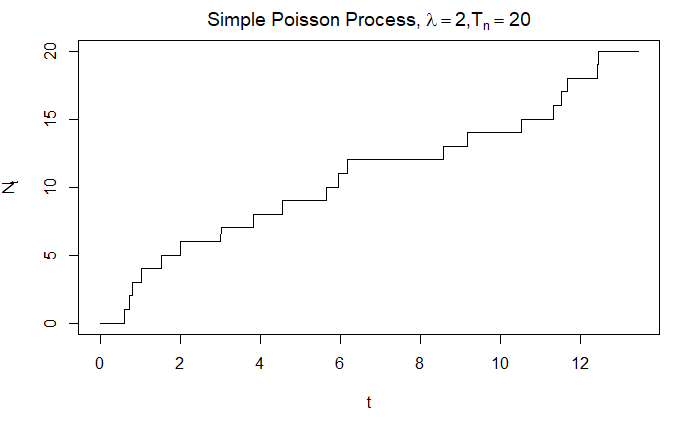 Simple Poisson Process, λ = 2,Tₙ = 20
20
15
10
5
0
Nₜ
0 2 4 6 8 10 12
t